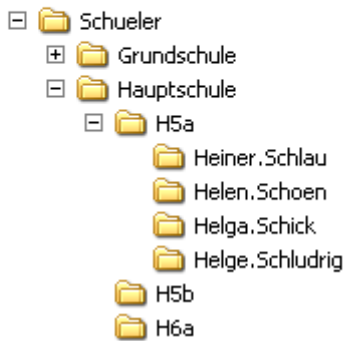 Schueler
Grundschule
Hauptschule
H5a
Heiner.Schlau
Helen.Schoen
Helga.Schick
Helge.Schludrig
H5b
H6a